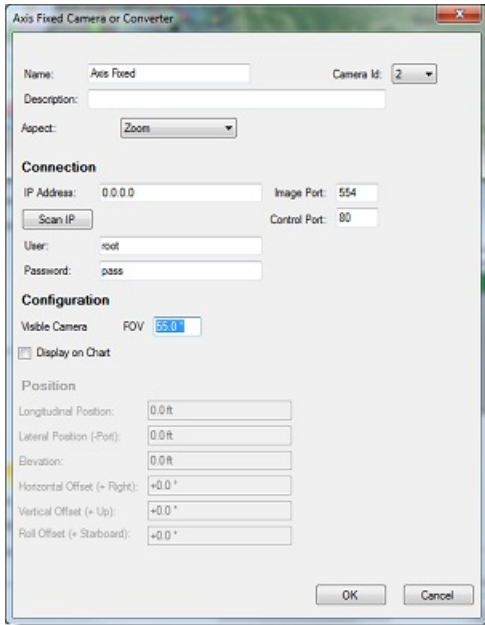 Axis Fixed Camera or Converter
Name: Axis Fixed Camera Id: 2
Description:
Aspect: Zoom
Connection
IP Address: 0.0.0.0 Image Port: 554
Scan IP Control Port: 80
User: root
Password: pass
Configuration
Visible Camera FOV 55.0 °
Display on Chart
Position
Longitudinal Postion: 0.0 ft
Lateral Position (-Port): 0.0 ft
Elevation: 0.0 ft
Horizontal Offset (+ Right): +0.0 °
Vertical Offset (+ Up): +0.0 °
Roll Offset (+ Starboard): +0.0 °
OK Cancel